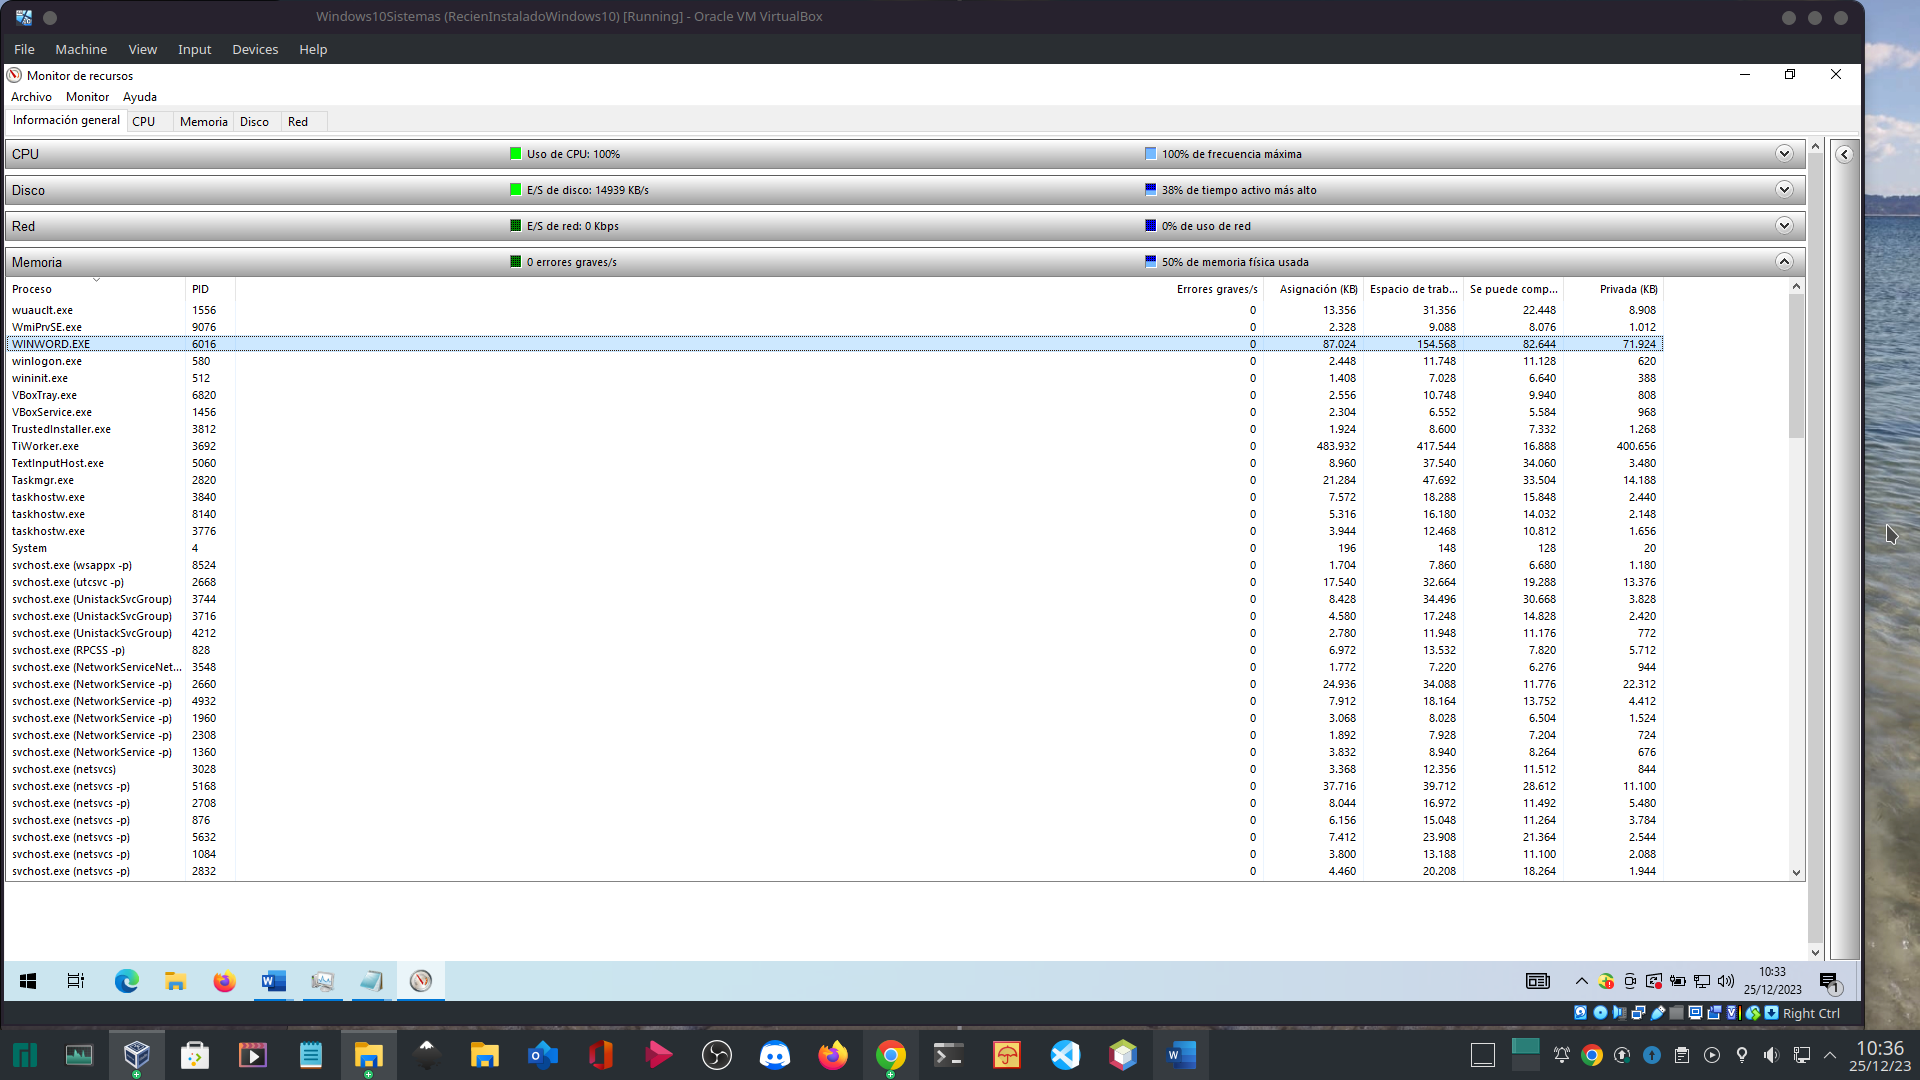 Windows10Sistemas (RecienInstaladoWindows10) [Running] - Oracle VM VirtualBox
File Machine View Input Devices Help
Monitor de recursos
Archivo Monitor Ayuda
Información general CPU Memoria Disco Red
CPU Uso de CPU: 100% 100% de frecuencia máxima
Disco E/S de disco: 14939 KB/s 38% de tiempo activo más alto
Red E/S de red: 0 Kbps 0% de uso de red
Memoria 0 errores graves/s 50% de memoria física usada
Proceso PID Errores graves/s Asignación (KB) Espacio de trab... Se puede comp... Privada (KB)
wuauclt.exe 1556 0 13.356 31.356 22.448 8.908
WmiPrvSE.exe 9076 0 2.328 9.088 8.076 1.012
WINWORD.EXE 6016 0 87.024 154.568 82.644 71.924
winlogon.exe 580 0 2.448 11.748 11.128 620
wininit.exe 512 0 1.408 7.028 6.640 388
VBoxTray.exe 6820 0 2.556 10.748 9.940 808
VBoxService.exe 1456 0 2.304 6.552 5.584 968
TrustedInstaller.exe 3812 0 1.924 8.600 7.332 1.268
TiWorker.exe 3692 0 483.932 417.544 16.888 400.656
TextInputHost.exe 5060 0 8.960 37.540 34.060 3.480
Taskmgr.exe 2820 0 21.284 47.692 33.504 14.188
taskhostw.exe 3840 0 7.572 18.288 15.848 2.440
taskhostw.exe 8140 0 5.316 16.180 14.032 2.148
taskhostw.exe 3776 0 3.944 12.468 10.812 1.656
System 4 0 196 148 128 20
svchost.exe (wsappx -p) 8524 0 1.704 7.860 6.680 1.180
svchost.exe (utcsvc -p) 2668 0 17.540 32.664 19.288 13.376
svchost.exe (UnistackSvcGroup) 3744 0 8.428 34.496 30.668 3.828
svchost.exe (UnistackSvcGroup) 3716 0 4.580 17.248 14.828 2.420
svchost.exe (UnistackSvcGroup) 4212 0 2.780 11.948 11.176 772
svchost.exe (RPCSS -p) 828 0 6.972 13.532 7.820 5.712
svchost.exe (NetworkServiceNet... 3548 0 1.772 7.220 6.276 944
svchost.exe (NetworkService -p) 2660 0 24.936 34.088 11.776 22.312
svchost.exe (NetworkService -p) 4932 0 7.912 18.164 13.752 4.412
svchost.exe (NetworkService -p) 1960 0 3.068 8.028 6.504 1.524
svchost.exe (NetworkService -p) 2308 0 1.892 7.928 7.204 724
svchost.exe (NetworkService -p) 1360 0 3.832 8.940 8.264 676
svchost.exe (netsvcs) 3028 0 3.368 12.356 11.512 844
svchost.exe (netsvcs -p) 5168 0 37.716 39.712 28.612 11.100
svchost.exe (netsvcs -p) 2708 0 8.044 16.972 11.492 5.480
svchost.exe (netsvcs -p) 876 0 6.156 15.048 11.264 3.784
svchost.exe (netsvcs -p) 5632 0 7.412 23.908 21.364 2.544
svchost.exe (netsvcs -p) 1084 0 3.800 13.188 11.100 2.088
svchost.exe (netsvcs -p) 2832 0 4.460 20.208 18.264 1.944
10:33
25/12/2023
1
Right Ctrl
10:36
25/12/23